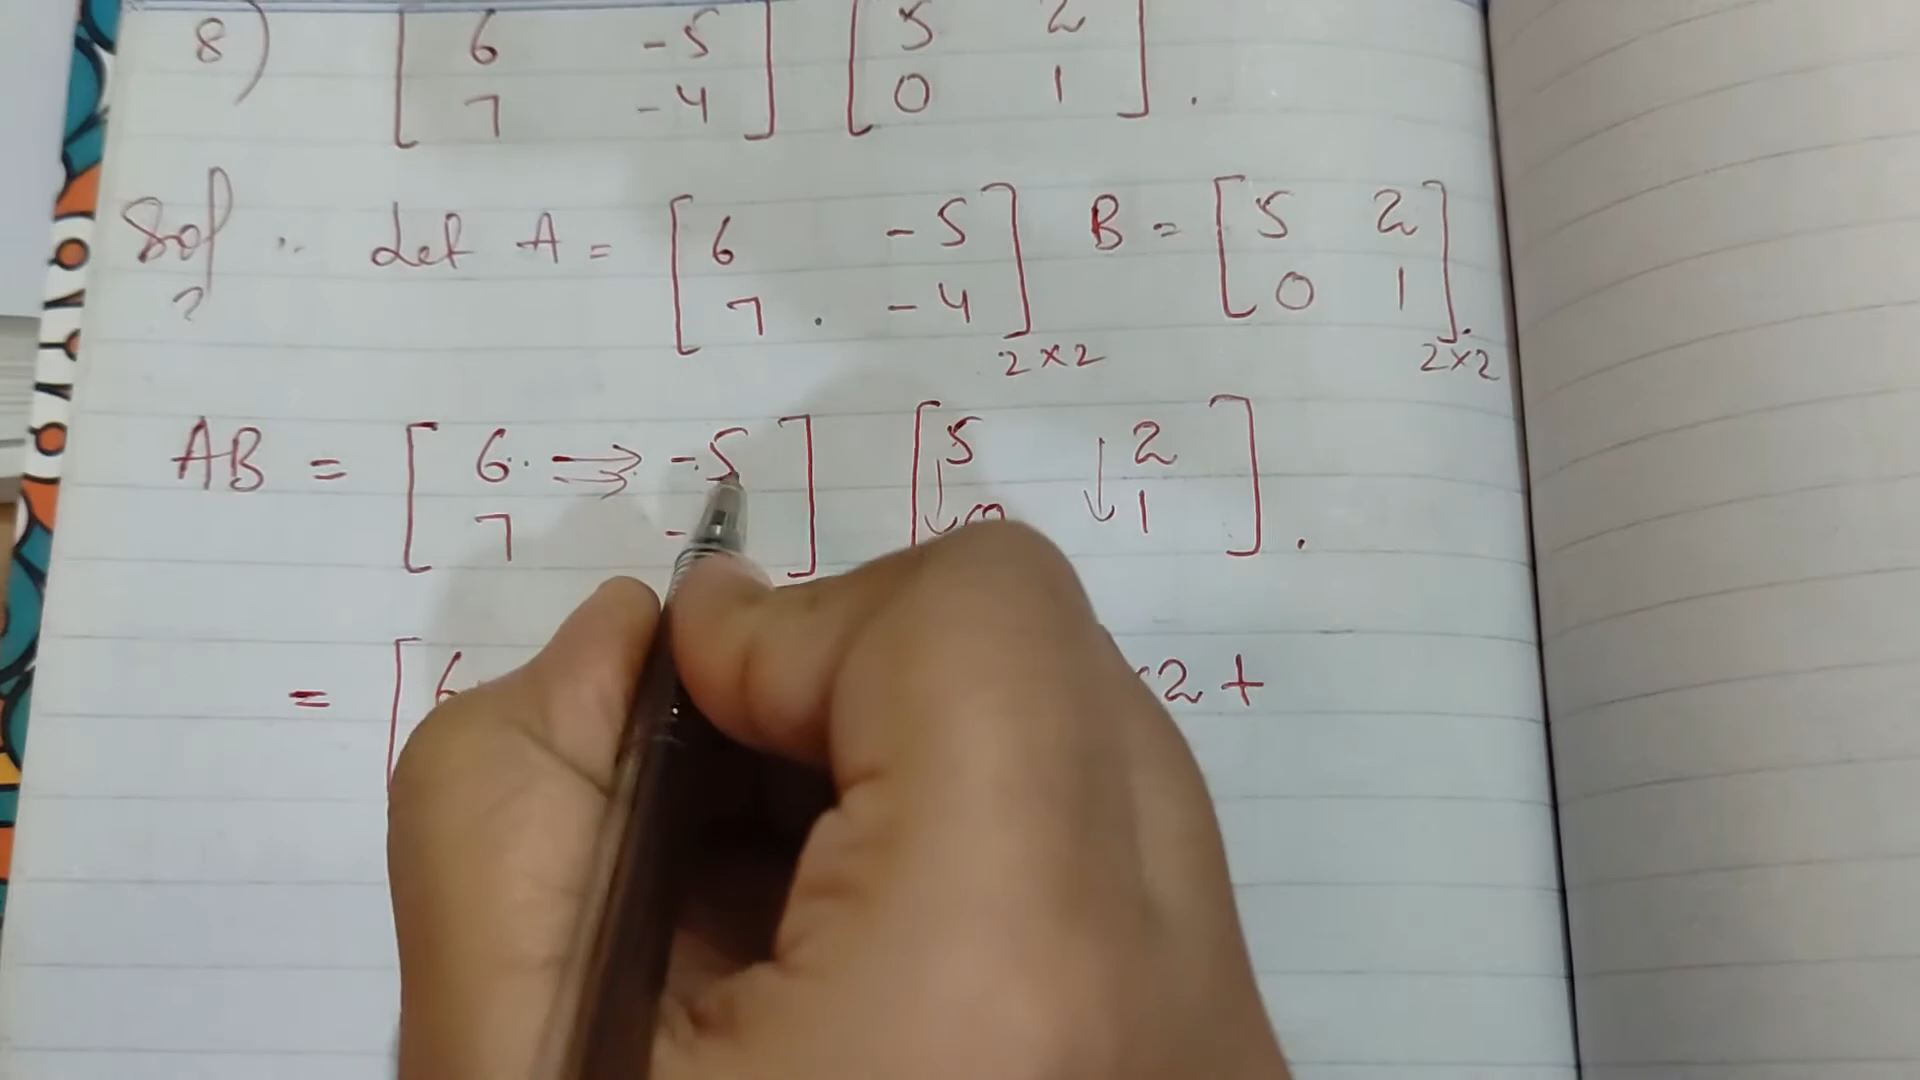 8) [ 6 -5 ] [ 5 2 ]
[ 7 -4 ] [ 0 1 ] .
Sol : Let A = [ 6 -5 ] B = [ 5 2 ]
[ 7 . -4 ] 2×2 [ 0 1 ] . 2×2
AB = [ 6 . → -5 ] [ 5 ↓ 2 ]
[ 7 - ] [ ↓ 1 ] .
= [ 6 ×2 +